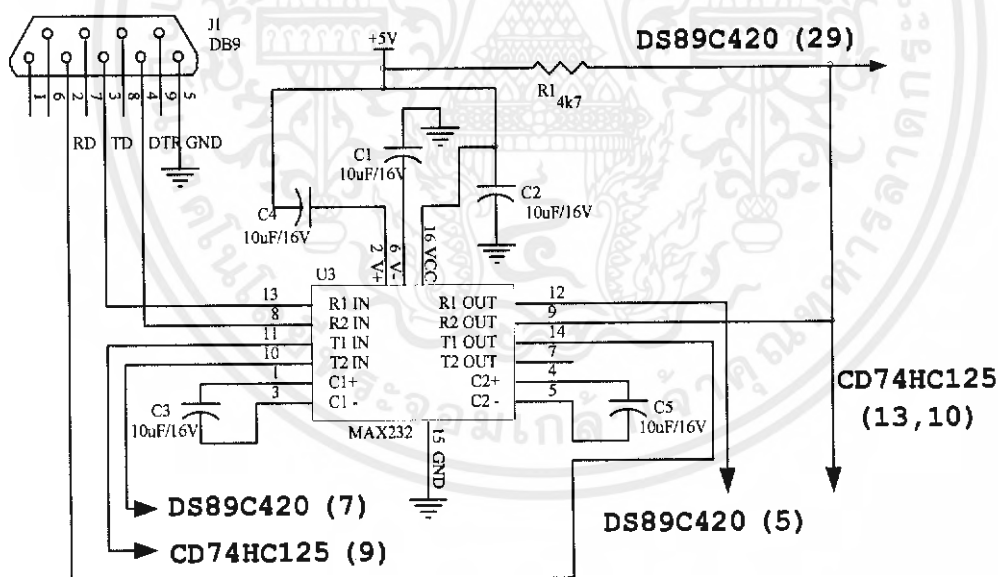 J1
DB9
1 6 2 7 3 8 4 9 5
RD TD DTR GND
+5V
DS89C420 (29)
R1
4k7
C1
10uF/16V
C2
10uF/16V
C4
10uF/16V
2 V+
6 V-
16 VCC
U3
13 R1 IN
8 R2 IN
11 T1 IN
10 T2 IN
1 C1+
3 C1 -
R1 OUT 12
R2 OUT 9
T1 OUT 14
T2 OUT 7
C2+ 4
C2 - 5
MAX232
15 GND
C3
10uF/16V
C5
10uF/16V
CD74HC125
(13,10)
DS89C420 (7)
DS89C420 (5)
CD74HC125 (9)